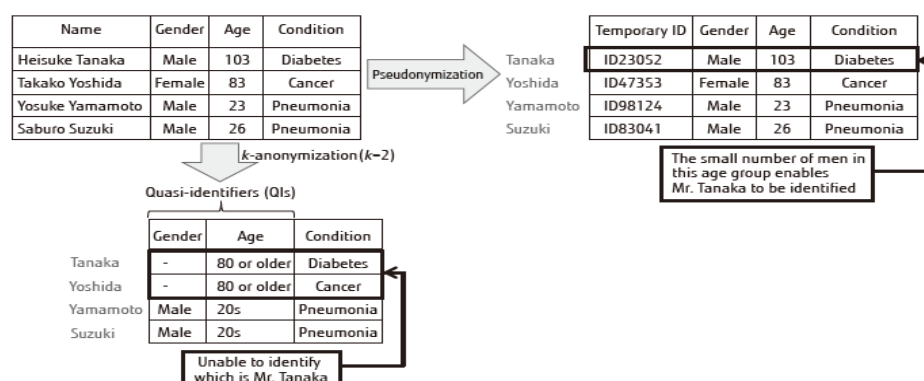 Name Gender Age Condition
Heisuke Tanaka Male 103 Diabetes
Takako Yoshida Female 83 Cancer
Yosuke Yamamoto Male 23 Pneumonia
Saburo Suzuki Male 26 Pneumonia
Pseudonymization
Temporary ID Gender Age Condition
Tanaka ID23052 Male 103 Diabetes
Yoshida ID47353 Female 83 Cancer
Yamamoto ID98124 Male 23 Pneumonia
Suzuki ID83041 Male 26 Pneumonia
The small number of men in
this age group enables
Mr. Tanaka to be identified
k-anonymization (k=2)
Quasi-identifiers (QIs)
Gender Age Condition
Tanaka - 80 or older Diabetes
Yoshida - 80 or older Cancer
Yamamoto Male 20s Pneumonia
Suzuki Male 20s Pneumonia
Unable to identify
which is Mr. Tanaka